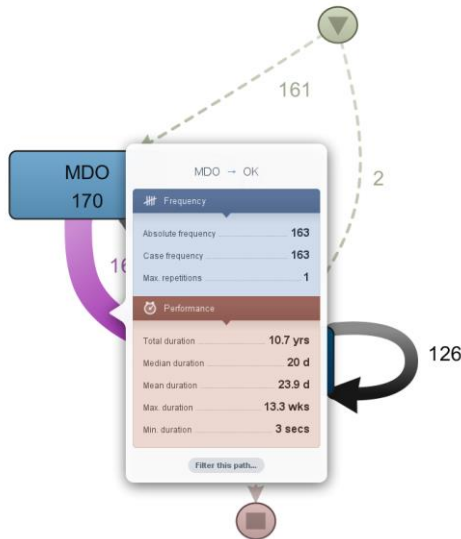 161
MDO
170
2
MDO → OK
Frequency
Absolute frequency 163
Case frequency 163
Max. repetitions 1
Performance
Total duration 10.7 yrs
Median duration 20 d
Mean duration 23.9 d
Max. duration 13.3 wks
Min. duration 3 secs
126
Filter this path...